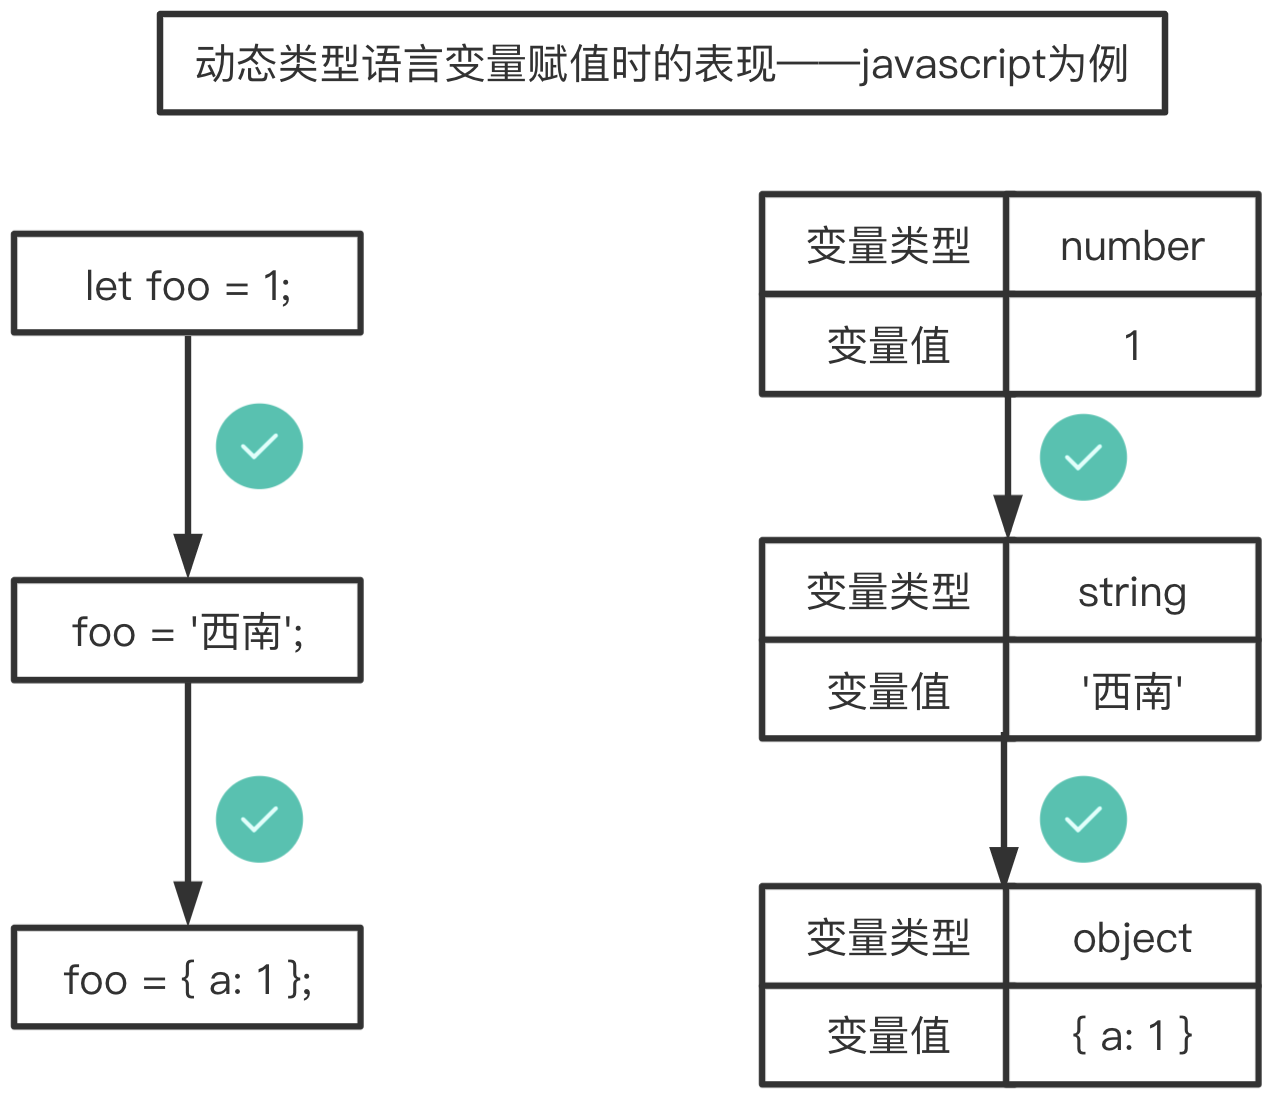 动态类型语言变量赋值时的表现——javascript为例
let foo = 1;
foo = '西南';
foo = { a: 1 };
变量类型 number
变量值 1
变量类型 string
变量值 '西南'
变量类型 object
变量值 { a: 1 }